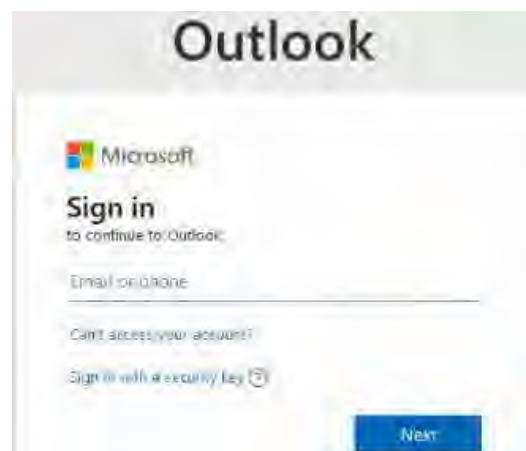 Outlook
Microsoft
Sign in
to continue to Outlook
Email or phone
Can't access your account?
Sign in with a security key
Next